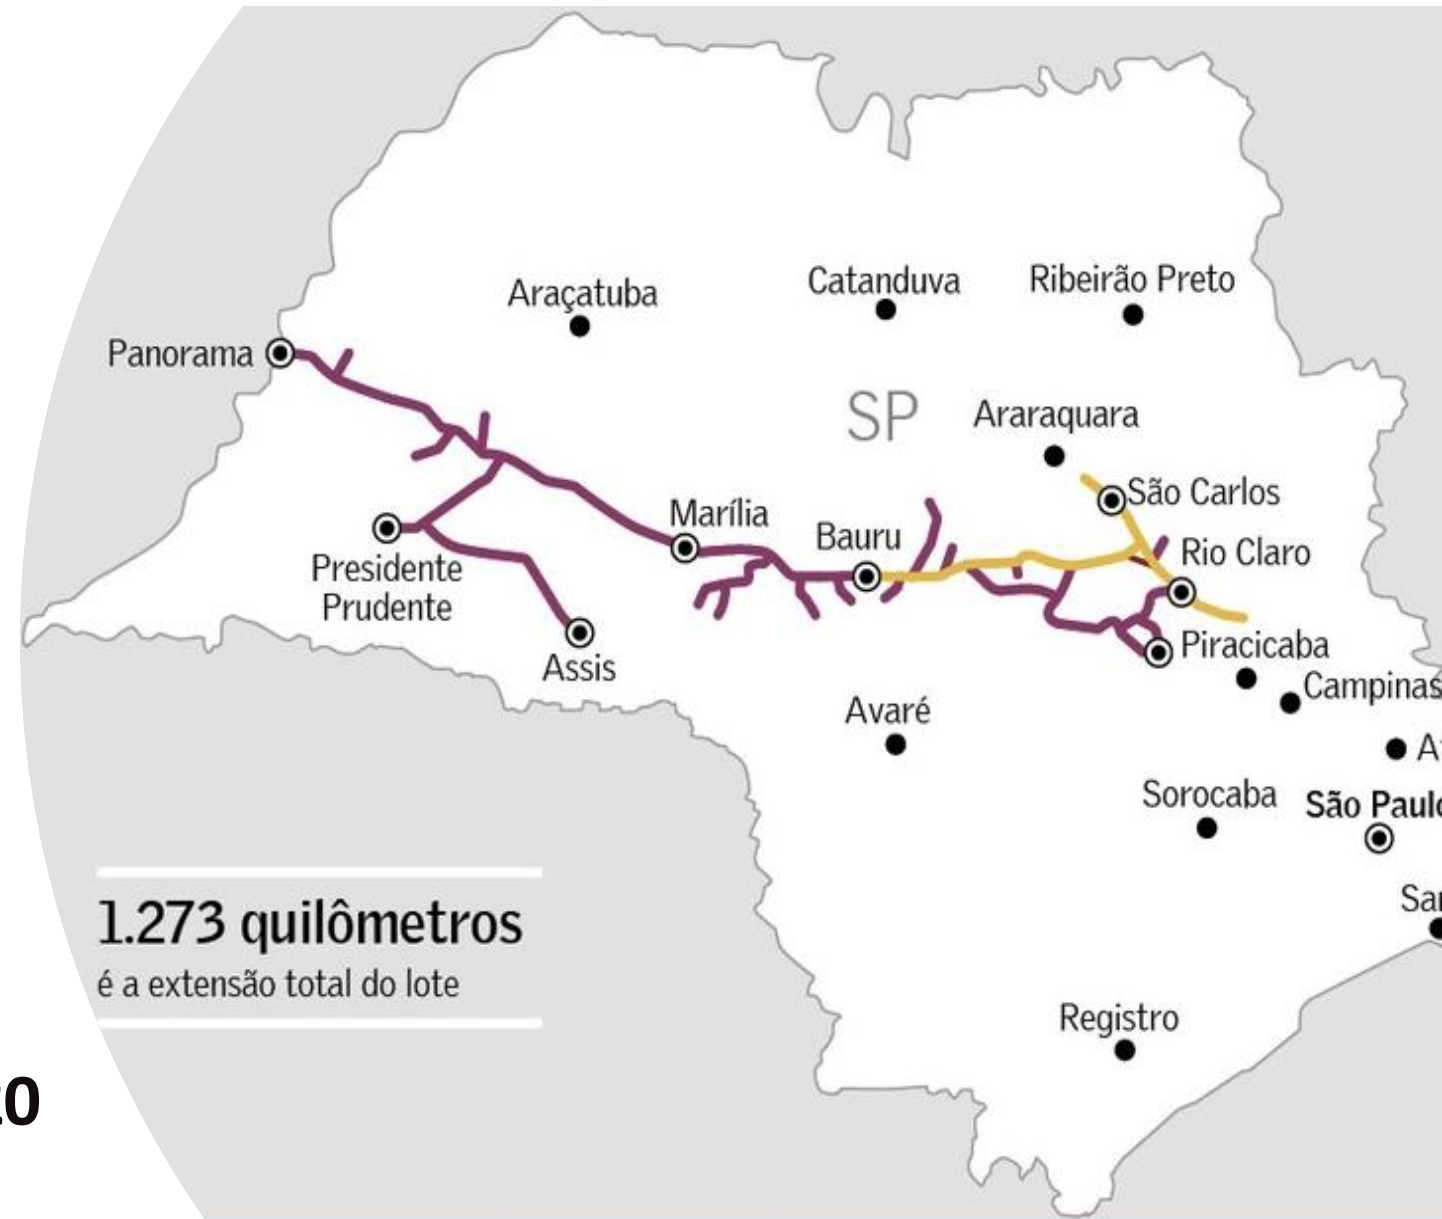 Araçatuba
Catanduva
Ribeirão Preto
Panorama
SP
Araraquara
São Carlos
Marília
Bauru
Rio Claro
Presidente
Prudente
Assis
Piracicaba
Campinas
Avaré
Sorocaba
São Paulo
1.273 quilômetros
é a extensão total do lote
Registro